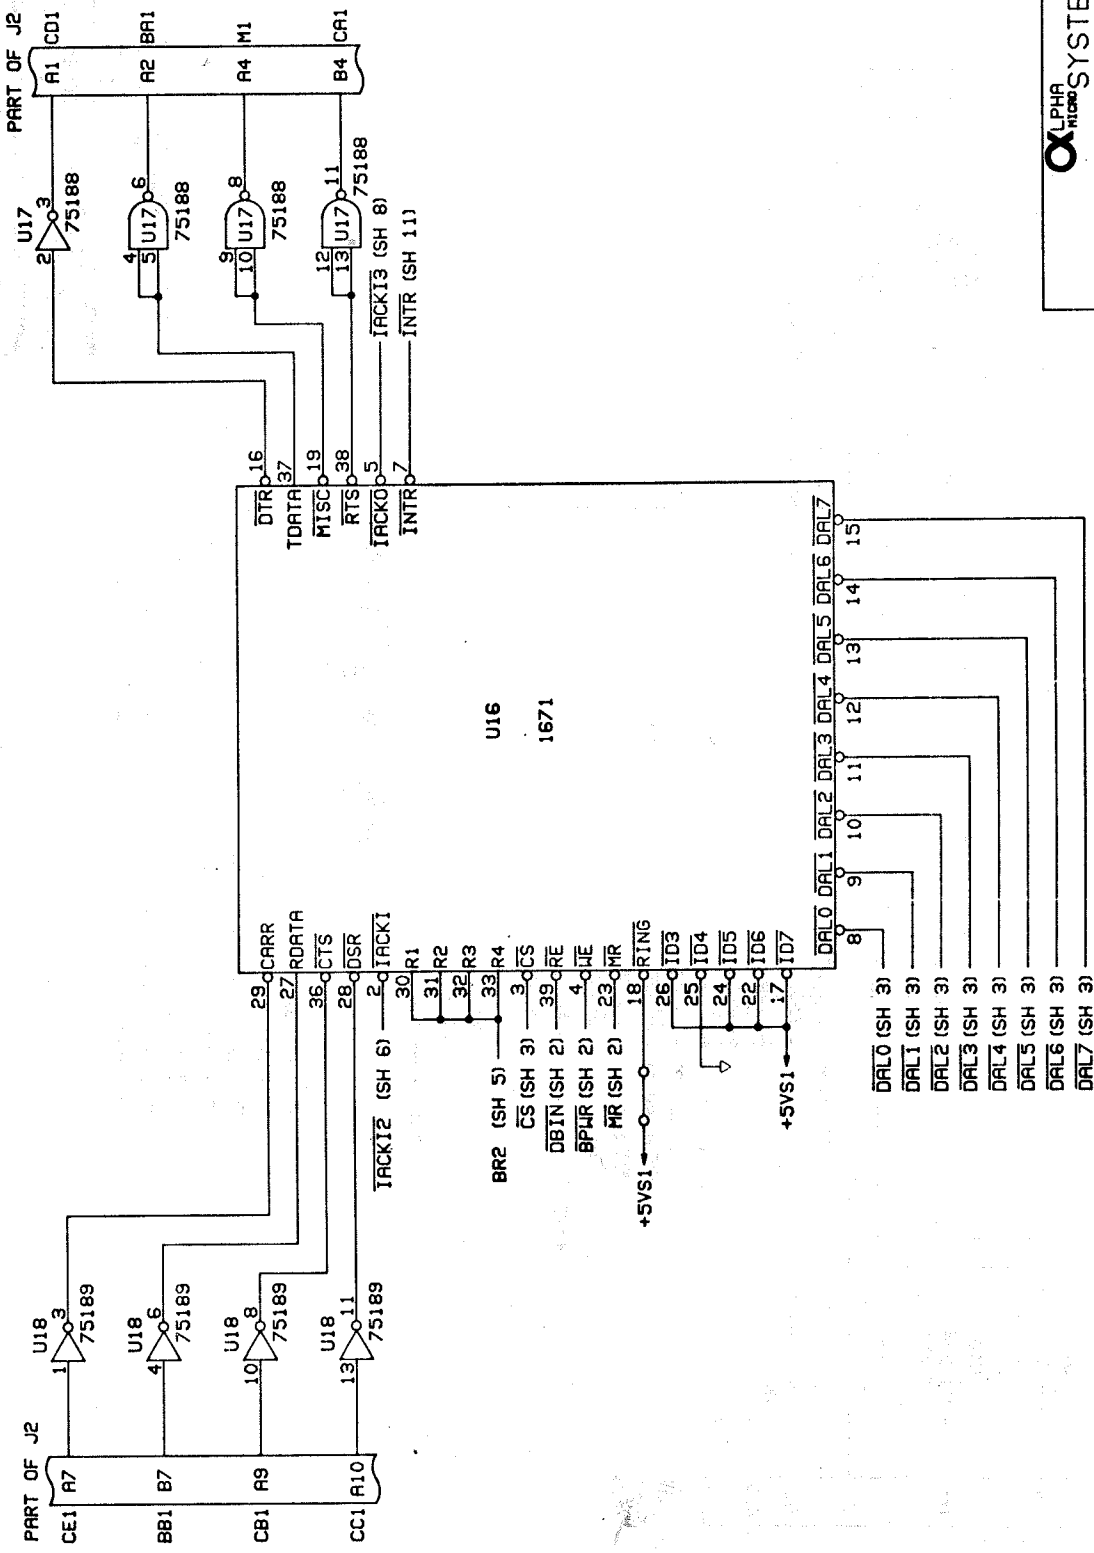 PART OF J2
CE1 A7
BB1 B7
CB1 A9
CC1 A10
U18
1 3
75189
U18
4 6
75189
U18
10 8
75189
U18
13 11
75189
29 CARR
27 RDATA
36 CTS
28 DSR
IACKI2 (SH 6) 2 IACKI
30 R1
31 R2
32 R3
BR2 (SH 5) 33 R4
CS (SH 3) 3 CS
DBIN (SH 2) 39 RE
BPWR (SH 2) 4 WE
MR (SH 2) 23 MR
+5VS1 18 RING
26 ID3
25 ID4
24 ID5
22 ID6
+5VS1 17 ID7
U16
1671
DTR 16
TDATA 37
MISC 19
RTS 38
IACKO 5 IACKI3 (SH 8)
INTR 7 INTR (SH 11)
PART OF J2
U17
2 3
75188
A1 CD1
4
5 U17 6
75188
A2 BA1
9
10 U17 8
75188
A4 M1
12
13 U17 11
75188
B4 CA1
DAL0 DAL1 DAL2 DAL3 DAL4 DAL5 DAL6 DAL7
8 9 10 11 12 13 14 15
DAL0 (SH 3)
DAL1 (SH 3)
DAL2 (SH 3)
DAL3 (SH 3)
DAL4 (SH 3)
DAL5 (SH 3)
DAL6 (SH 3)
DAL7 (SH 3)
αLPHA
MICRO SYSTE